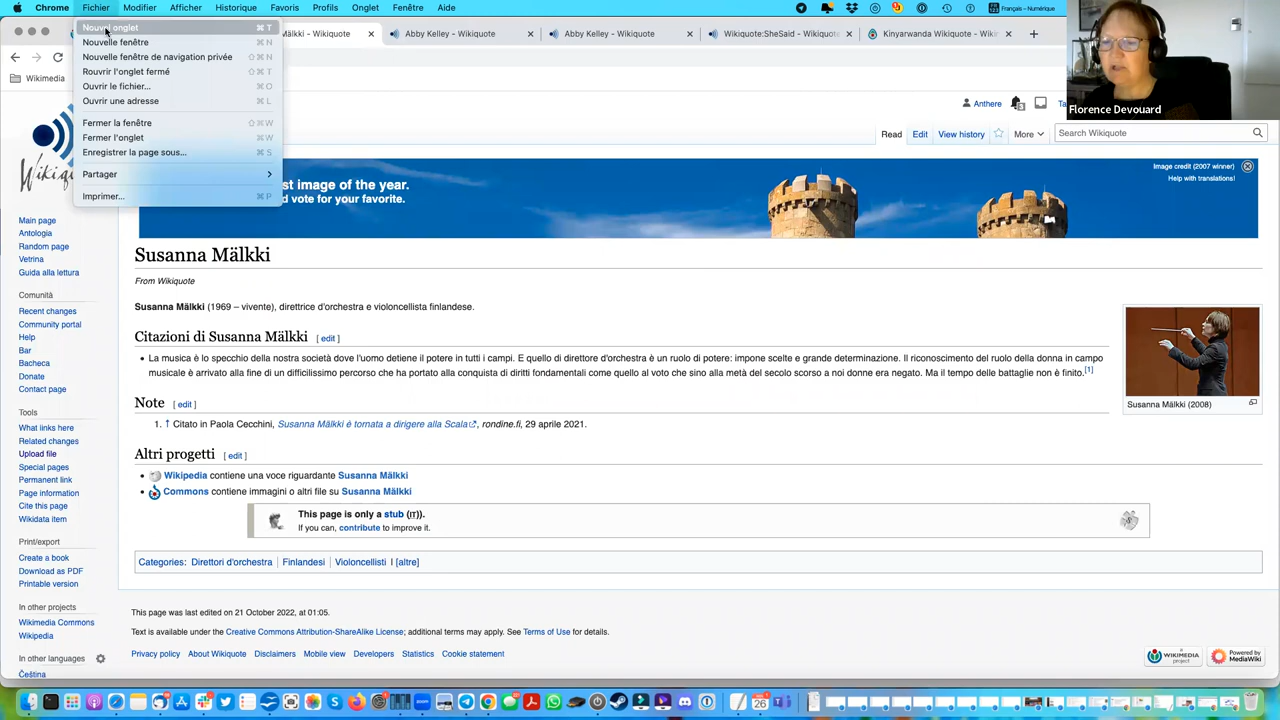 Chrome Fichier Modifier Afficher Historique Favoris Profils Onglet Fenêtre Aide Français – Numérique
Nouvel onglet ⌘ T
Nouvelle fenêtre ⌘ N
Nouvelle fenêtre de navigation privée ⇧ ⌘ N
Rouvrir l'onglet fermé ⇧ ⌘ T
Ouvrir le fichier... ⌘ O
Ouvrir une adresse ⌘ L
Fermer la fenêtre ⇧ ⌘ W
Fermer l'onglet ⌘ W
Enregistrer la page sous... ⌘ S
Partager
Imprimer... ⌘ P
Mälkki - Wikiquote
Abby Kelley - Wikiquote
Abby Kelley - Wikiquote
Wikiquote:SheSaid - Wikiquote
Kinyarwanda Wikiquote - Wikim
Wikimedia
Florence Devouard
Anthere
Read Edit View history More Search Wikiquote
st image of the year.
d vote for your favorite.
Image credit (2007 winner)
Help with translations!
Main page
Antologia
Random page
Vetrina
Guida alla lettura
Comunità
Recent changes
Community portal
Help
Bar
Bacheca
Donate
Contact page
Tools
What links here
Related changes
Upload file
Special pages
Permanent link
Page information
Cite this page
Wikidata item
Print/export
Create a book
Download as PDF
Printable version
In other projects
Wikimedia Commons
Wikipedia
In other languages
Čeština
Susanna Mälkki
From Wikiquote
Susanna Mälkki (1969 – vivente), direttrice d'orchestra e violoncellista finlandese.
Citazioni di Susanna Mälkki [ edit ]
• La musica è lo specchio della nostra società dove l'uomo detiene il potere in tutti i campi. E quello di direttore d'orchestra è un ruolo di potere: impone scelte e grande determinazione. Il riconoscimento del ruolo della donna in campo
musicale è arrivato alla fine di un difficilissimo percorso che ha portato alla conquista di diritti fondamentali come quello al voto che sino alla metà del secolo scorso a noi donne era negato. Ma il tempo delle battaglie non è finito.[1]
Susanna Mälkki (2008)
Note [ edit ]
1. ↑ Citato in Paola Cecchini, Susanna Mälkki è tornata a dirigere alla Scala, rondine.fi, 29 aprile 2021.
Altri progetti [ edit ]
• Wikipedia contiene una voce riguardante Susanna Mälkki
• Commons contiene immagini o altri file su Susanna Mälkki
This page is only a stub (IT)).
If you can, contribute to improve it.
Categories: Direttori d'orchestra | Finlandesi | Violoncellisti | [altre]
This page was last edited on 21 October 2022, at 01:05.
Text is available under the Creative Commons Attribution-ShareAlike License; additional terms may apply. See Terms of Use for details.
Privacy policy About Wikiquote Disclaimers Mobile view Developers Statistics Cookie statement
WIKIMEDIA project
Powered by MediaWiki